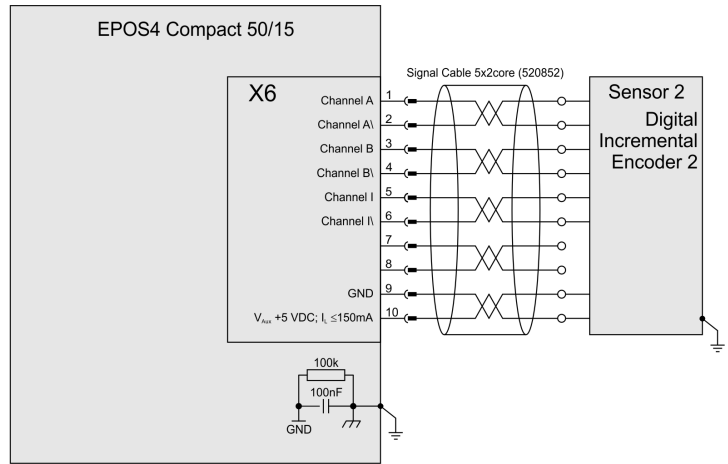 EPOS4 Compact 50/15
Signal Cable 5x2core (520852)
X6
Sensor 2
Digital
Incremental
Encoder 2
Channel A 1
Channel A\ 2
Channel B 3
Channel B\ 4
Channel I 5
Channel I\ 6
7
8
GND 9
VAux +5 VDC; IL ≤150mA 10
100k
100nF
GND